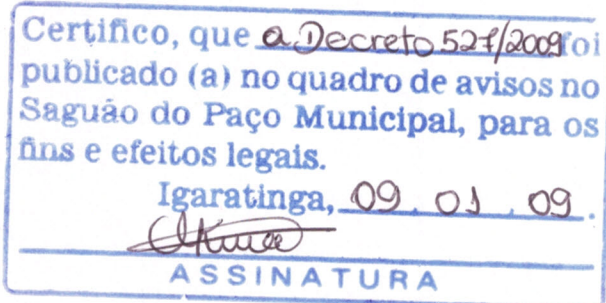 Certifico, que a Decreto 527/2009 foi
publicado (a) no quadro de avisos no
Saguão do Paço Municipal, para os
fins e efeitos legais.
Igaratinga, 09 . 01 . 09 .
ASSINATURA